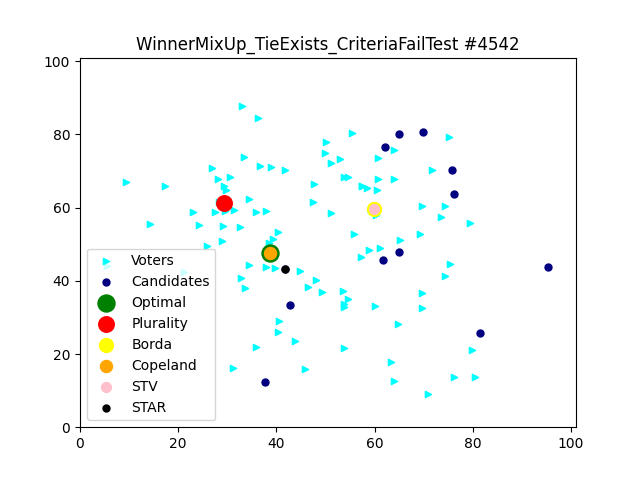 WinnerMixUp_TieExists_CriteriaFailTest #4542
100
80
60
40
20
0
Voters
Candidates
Optimal
Plurality
Borda
Copeland
STV
STAR
0 20 40 60 80 100